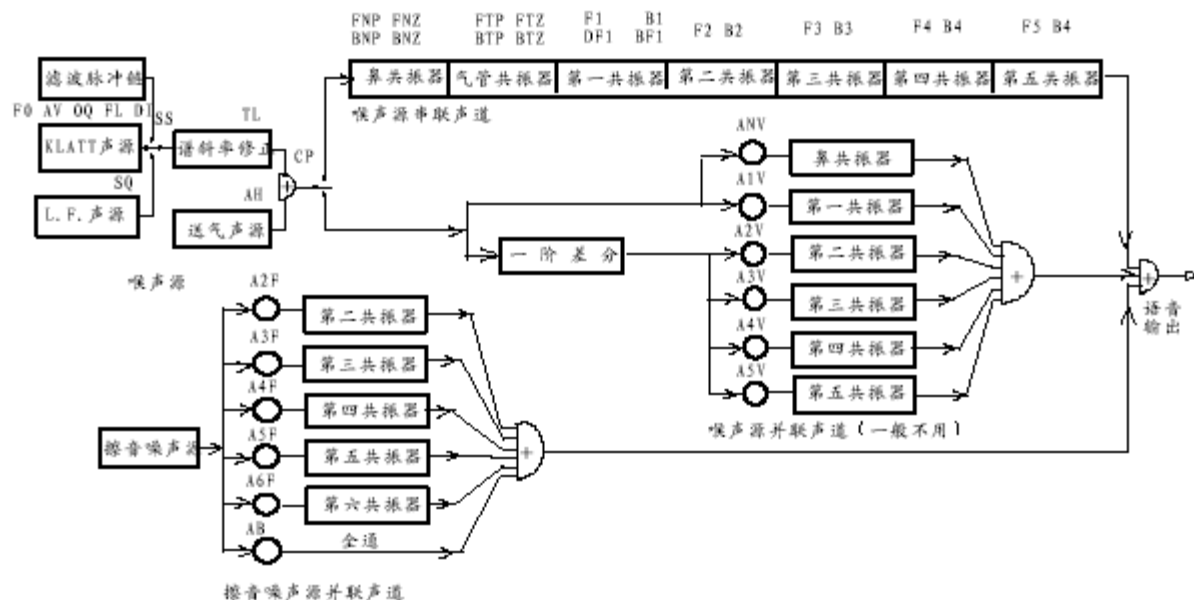 FNP FNZ
BNP BNZ
FTP FTZ
BTP BTZ
F1 B1
DF1 BF1
F2 B2
F3 B3
F4 B4
F5 B4
滤波脉冲链
F0 AV OQ FL DI
SS
KLATT声源
SQ
L.F.声源
TL
谱斜率修正
CP
AH
送气声源
喉声源
鼻共振器
气管共振器
第一共振器
第二共振器
第三共振器
第四共振器
第五共振器
喉声源串联声道
ANV
鼻共振器
A1V
第一共振器
A2V
一阶差分
第二共振器
A3V
第三共振器
A4V
第四共振器
A5V
第五共振器
喉声源并联声道(一般不用)
+
+
+
+
语音
输出
A2F
第二共振器
A3F
第三共振器
A4F
第四共振器
擦音噪声源
A5F
第五共振器
A6F
第六共振器
AB
全通
擦音噪声源并联声道